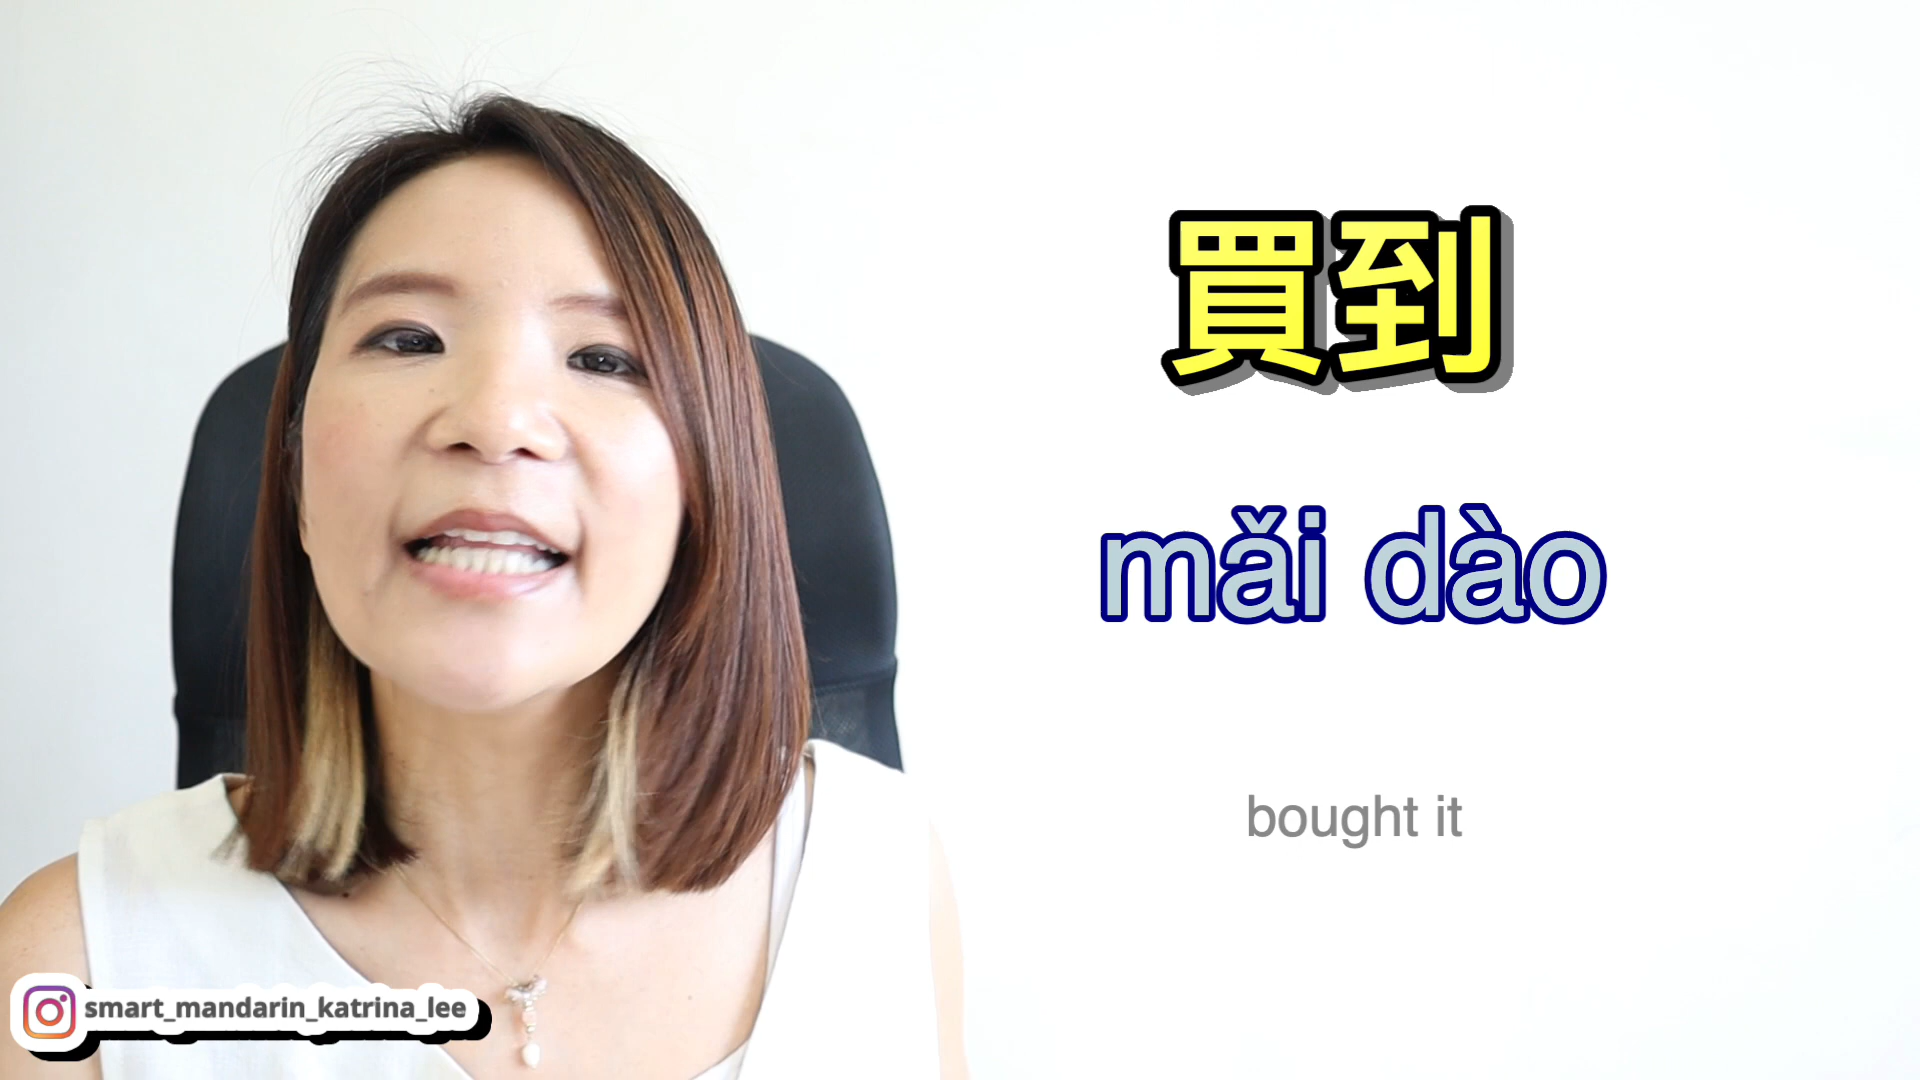 買到
mǎi dào
bought it
smart_mandarin_katrina_lee